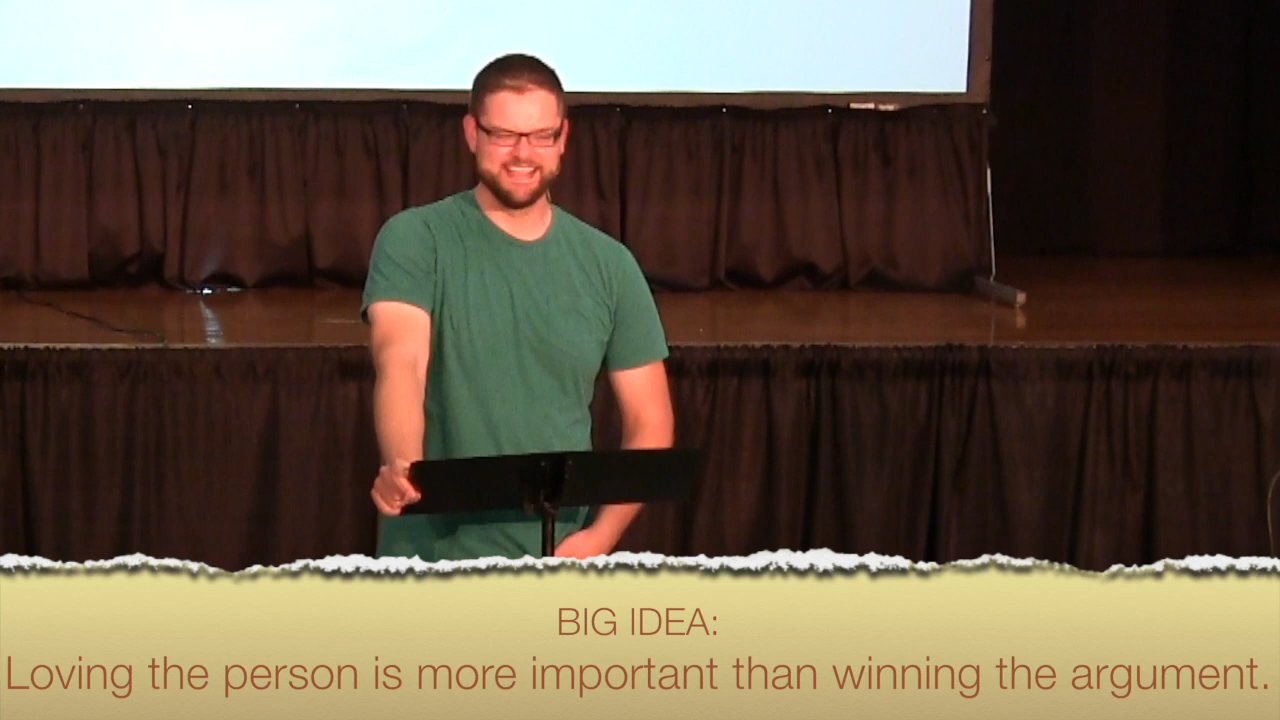 BIG IDEA:
Loving the person is more important than winning the argument.